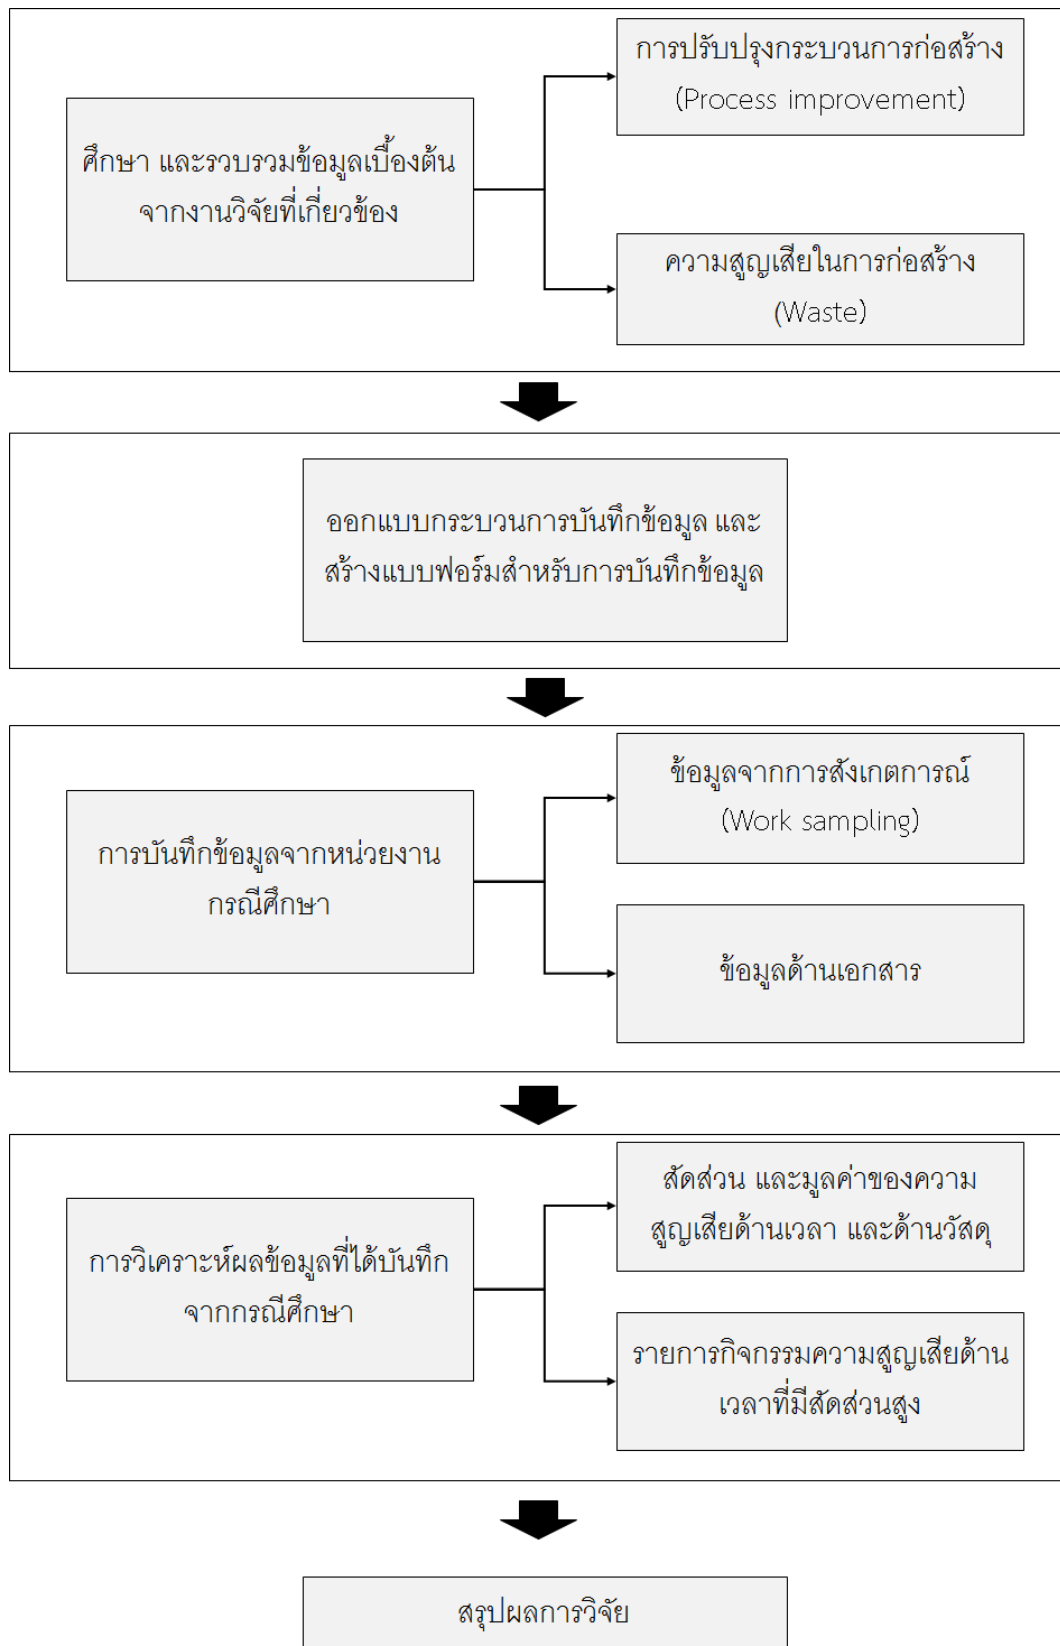 การปรับปรุงกระบวนการก่อสร้าง
(Process improvement)
ศึกษา และรวบรวมข้อมูลเบื้องต้น
จากงานวิจัยที่เกี่ยวข้อง
ความสูญเสียในการก่อสร้าง
(Waste)
ออกแบบกระบวนการบันทึกข้อมูล และ
สร้างแบบฟอร์มสำหรับการบันทึกข้อมูล
ข้อมูลจากการสังเกตการณ์
(Work sampling)
การบันทึกข้อมูลจากหน่วยงาน
กรณีศึกษา
ข้อมูลด้านเอกสาร
สัดส่วน และมูลค่าของความ
สูญเสียด้านเวลา และด้านวัสดุ
การวิเคราะห์ผลข้อมูลที่ได้บันทึก
จากกรณีศึกษา
รายการกิจกรรมความสูญเสียด้าน
เวลาที่มีสัดส่วนสูง
สรุปผลการวิจัย